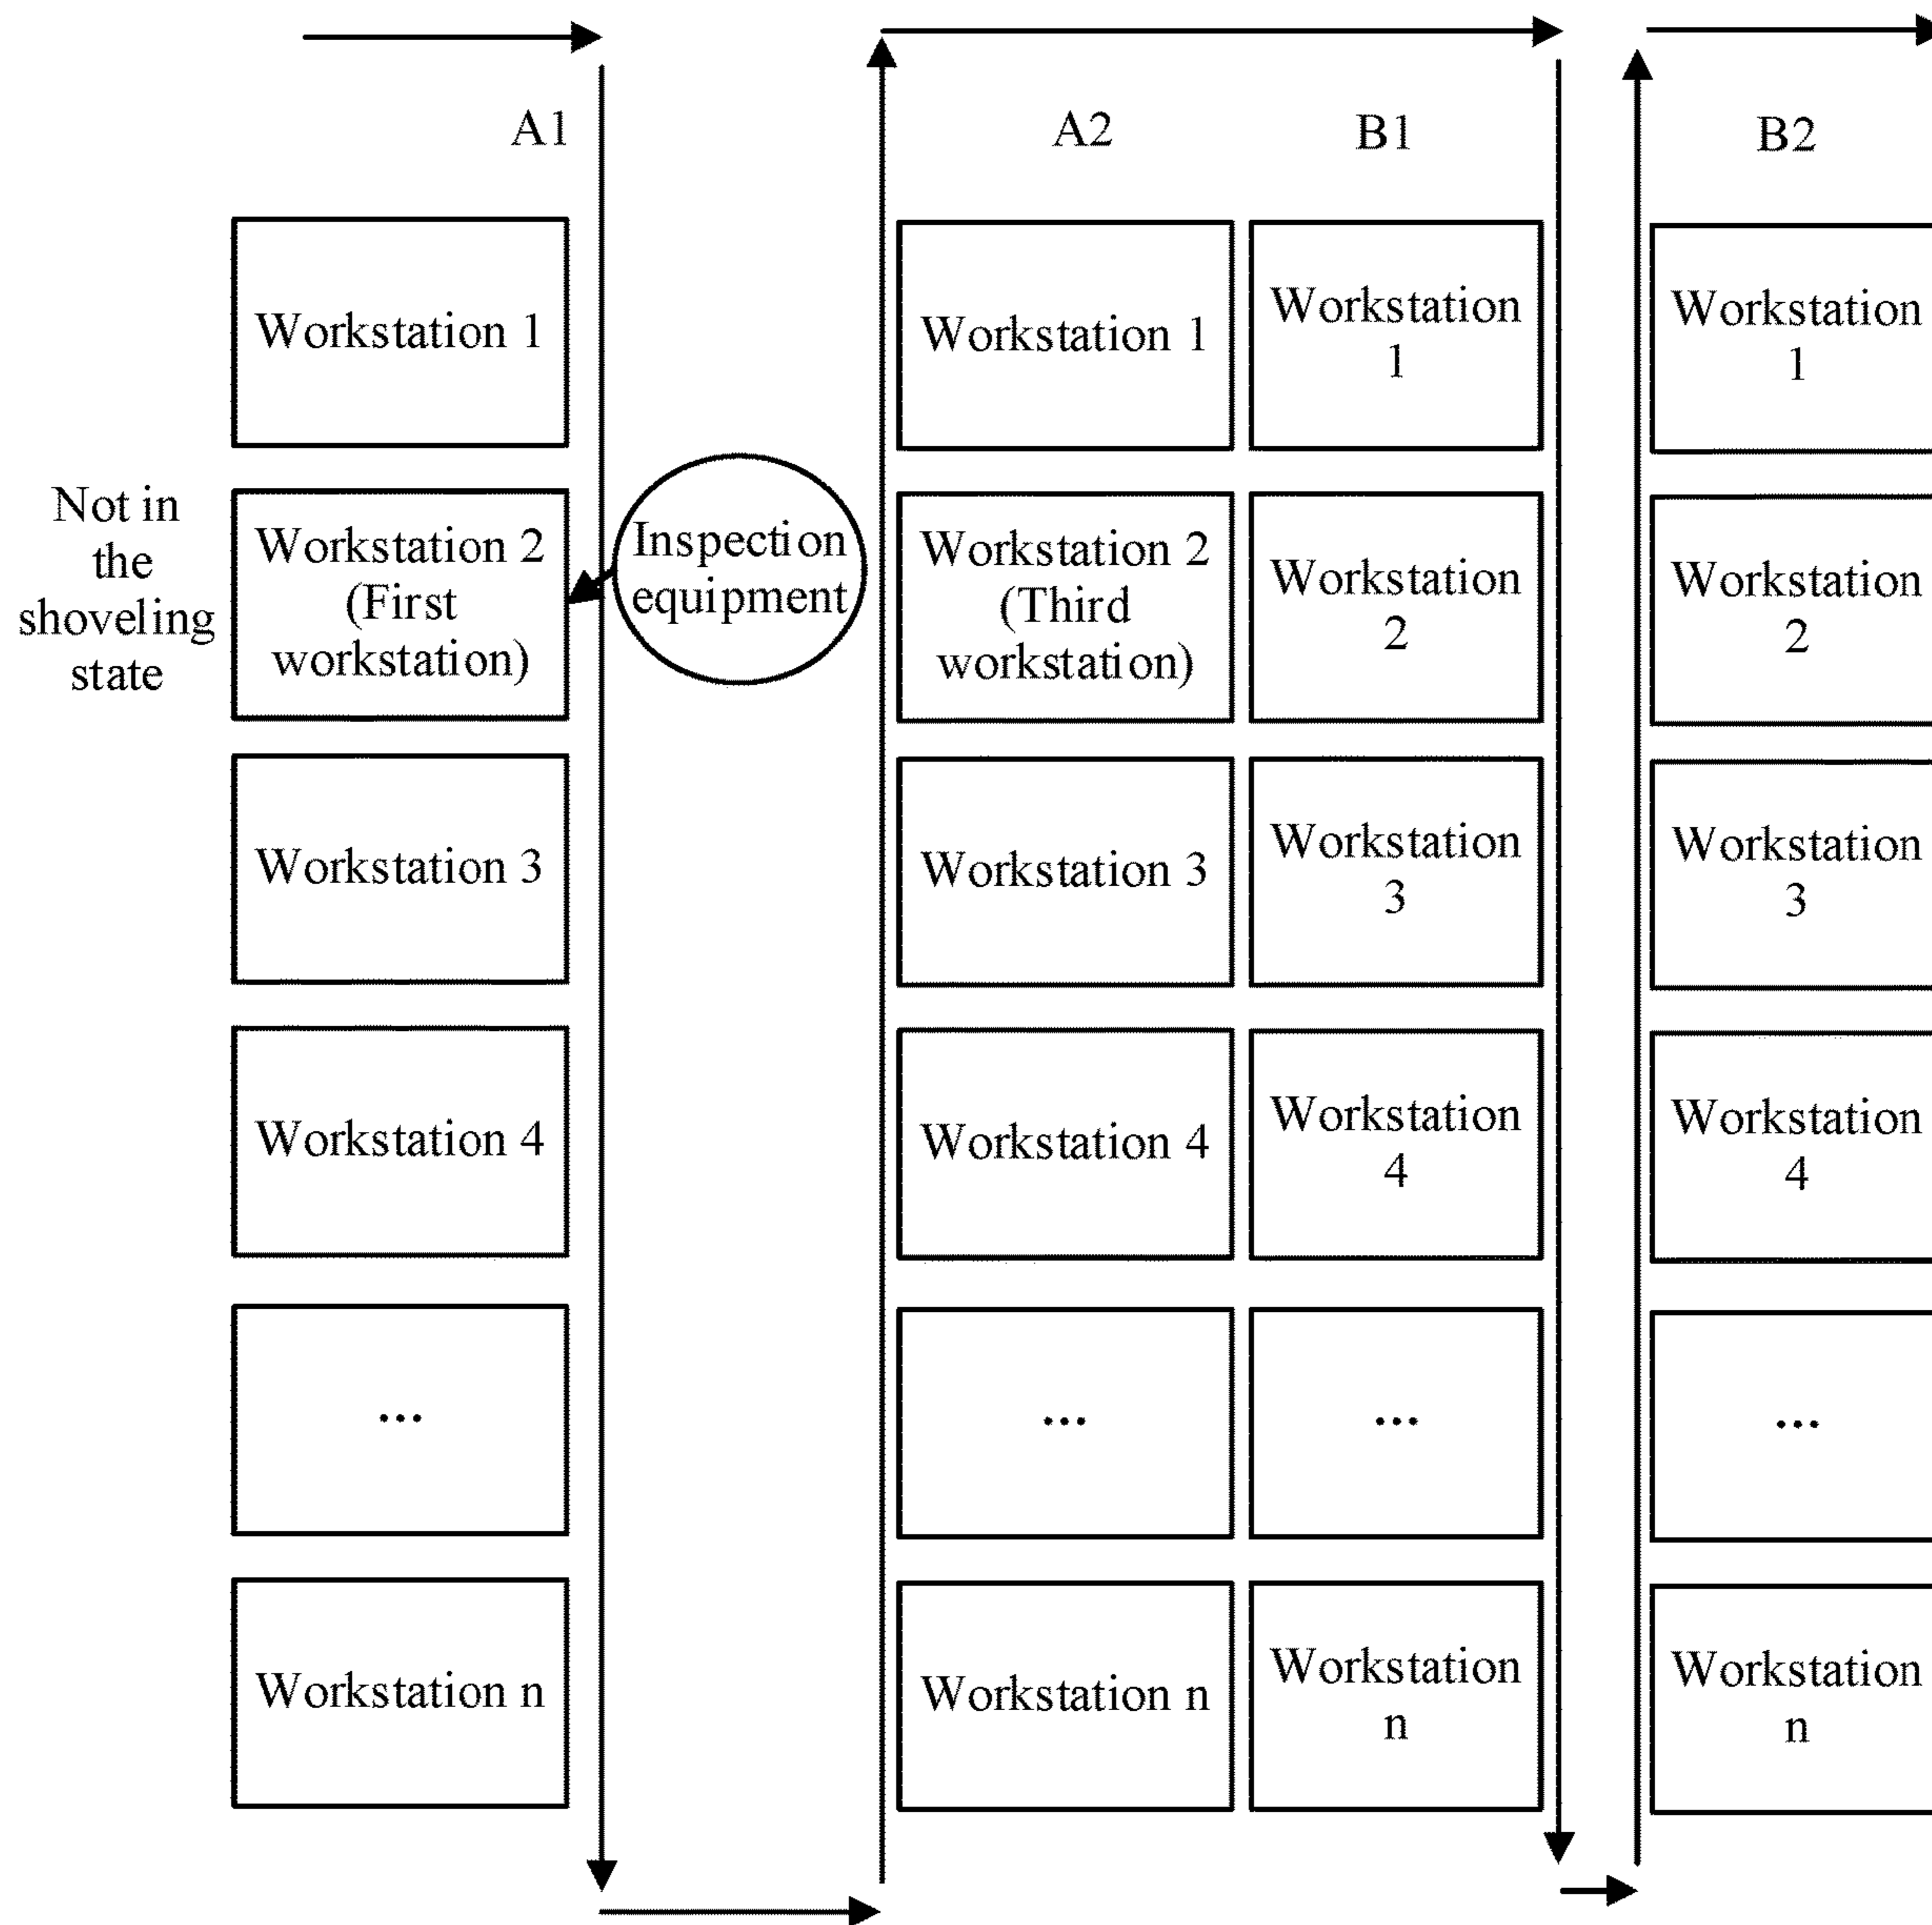 A1
A2
B1
B2
Workstation 1
Workstation 1
Workstation
1
Workstation
1
Not in
the
shoveling
state
Workstation 2
(First
workstation)
Inspection
equipment
Workstation 2
(Third
workstation)
Workstation
2
Workstation
2
Workstation 3
Workstation 3
Workstation
3
Workstation
3
Workstation 4
Workstation 4
Workstation
4
Workstation
4
...
...
...
...
Workstation n
Workstation n
Workstation
n
Workstation
n